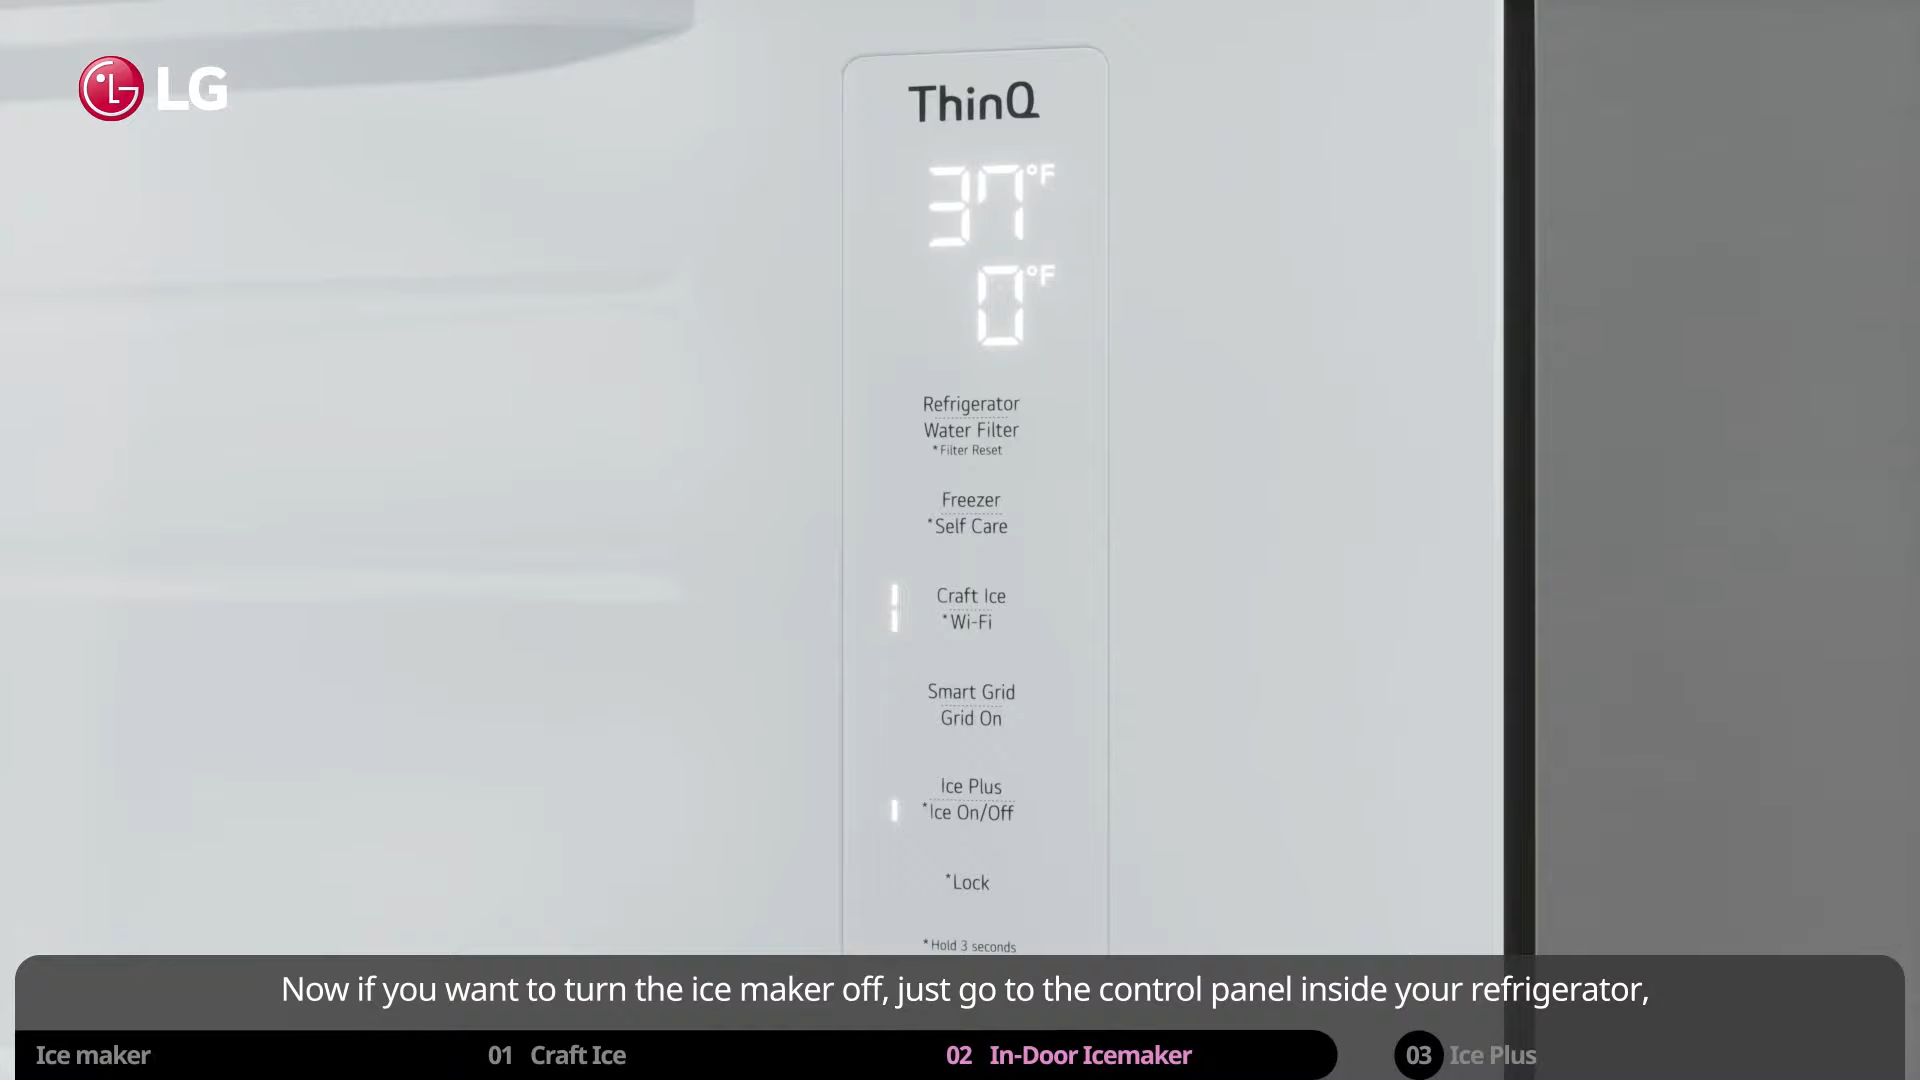 LG
ThinQ
37°F
0°F
Refrigerator
Water Filter
*Filter Reset
Freezer
*Self Care
Craft Ice
*Wi-Fi
Smart Grid
Grid On
Ice Plus
*Ice On/Off
*Lock
*Hold 3 seconds
Now if you want to turn the ice maker off, just go to the control panel inside your refrigerator,
Ice maker 01 Craft Ice 02 In-Door Icemaker 03 Ice Plus